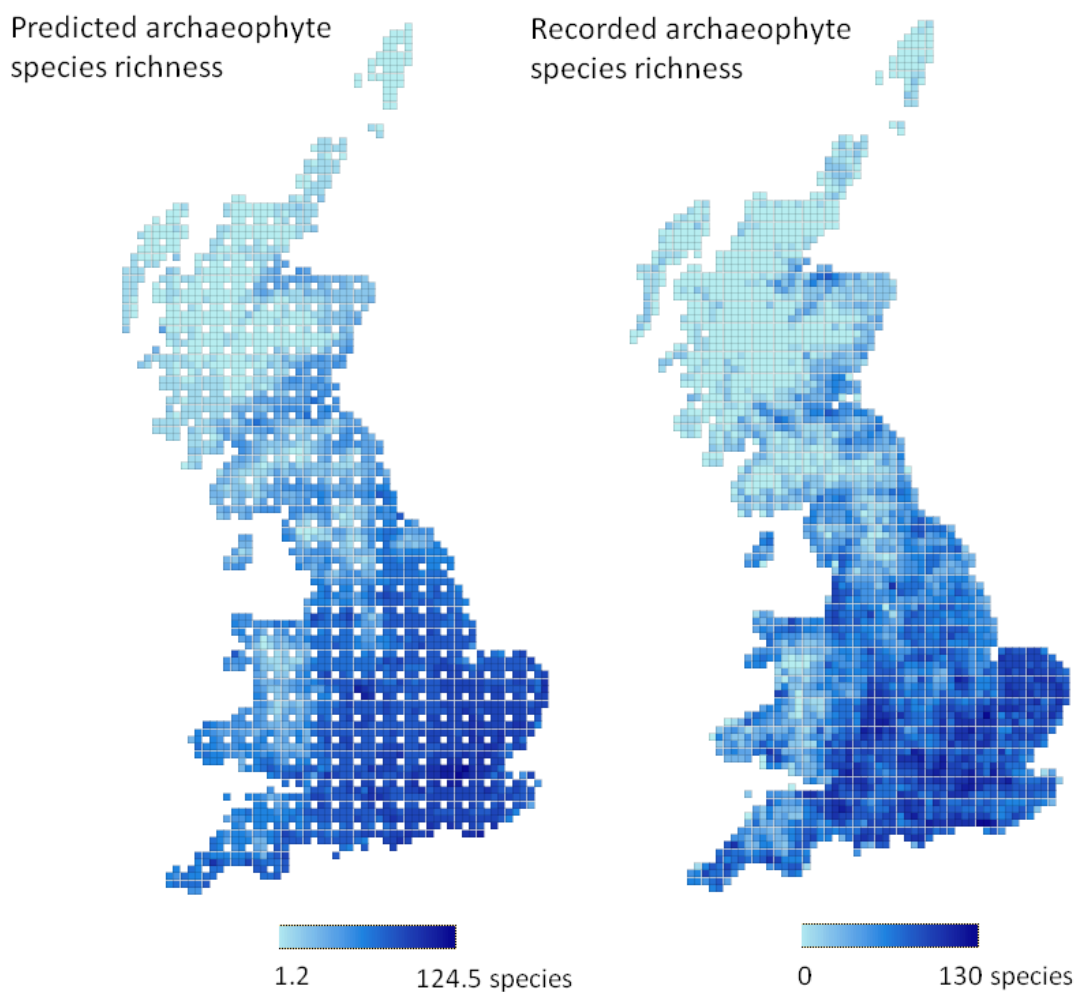 Predicted archaeophyte
species richness
Recorded archaeophyte
species richness
1.2
124.5 species
0
130 species